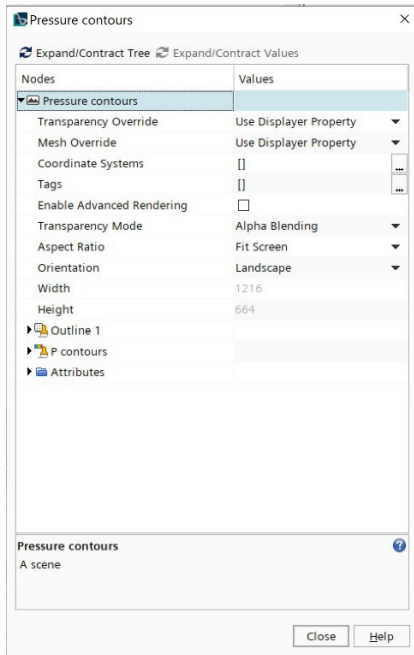 Pressure contours
Expand/Contract Tree Expand/Contract Values
Nodes Values
Pressure contours
Transparency Override Use Displayer Property
Mesh Override Use Displayer Property
Coordinate Systems []
...
Tags []
...
Enable Advanced Rendering
Transparency Mode Alpha Blending
Aspect Ratio Fit Screen
Orientation Landscape
Width 1216
Height 664
Outline 1
P contours
Attributes
Pressure contours
A scene
Close Help